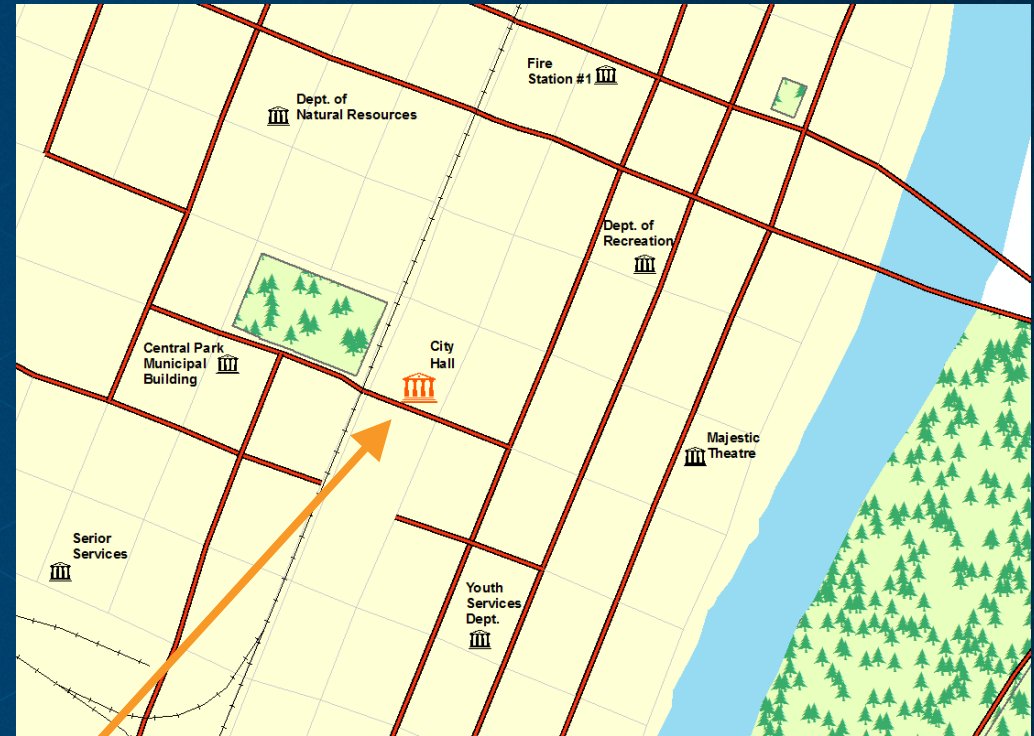 Fire
Station #1
Dept. of
Natural Resources
Dept. of
Recreation
City
Hall
Central Park
Municipal
Building
Majestic
Theatre
Serior
Services
Youth
Services
Dept.